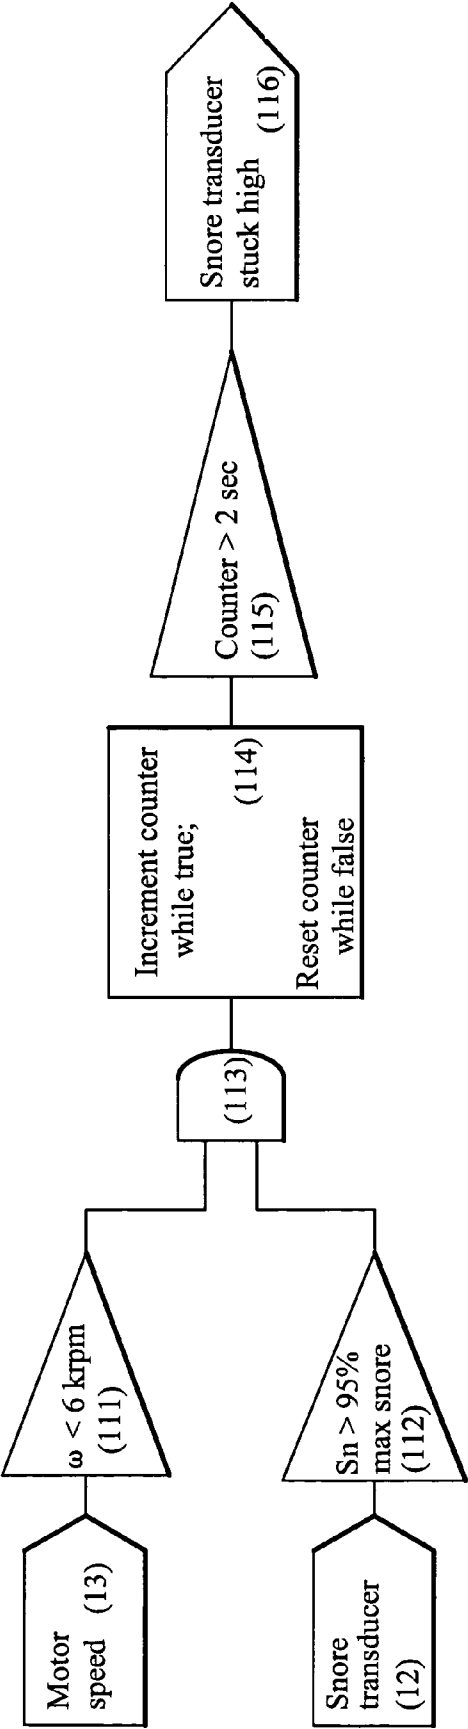 Motor
speed (13)
ω < 6 krpm
(111)
Snore
transducer
(12)
Sn > 95%
max snore
(112)
(113)
Increment counter
while true;
(114)
Reset counter
while false
Counter > 2 sec
(115)
Snore transducer
stuck high (116)